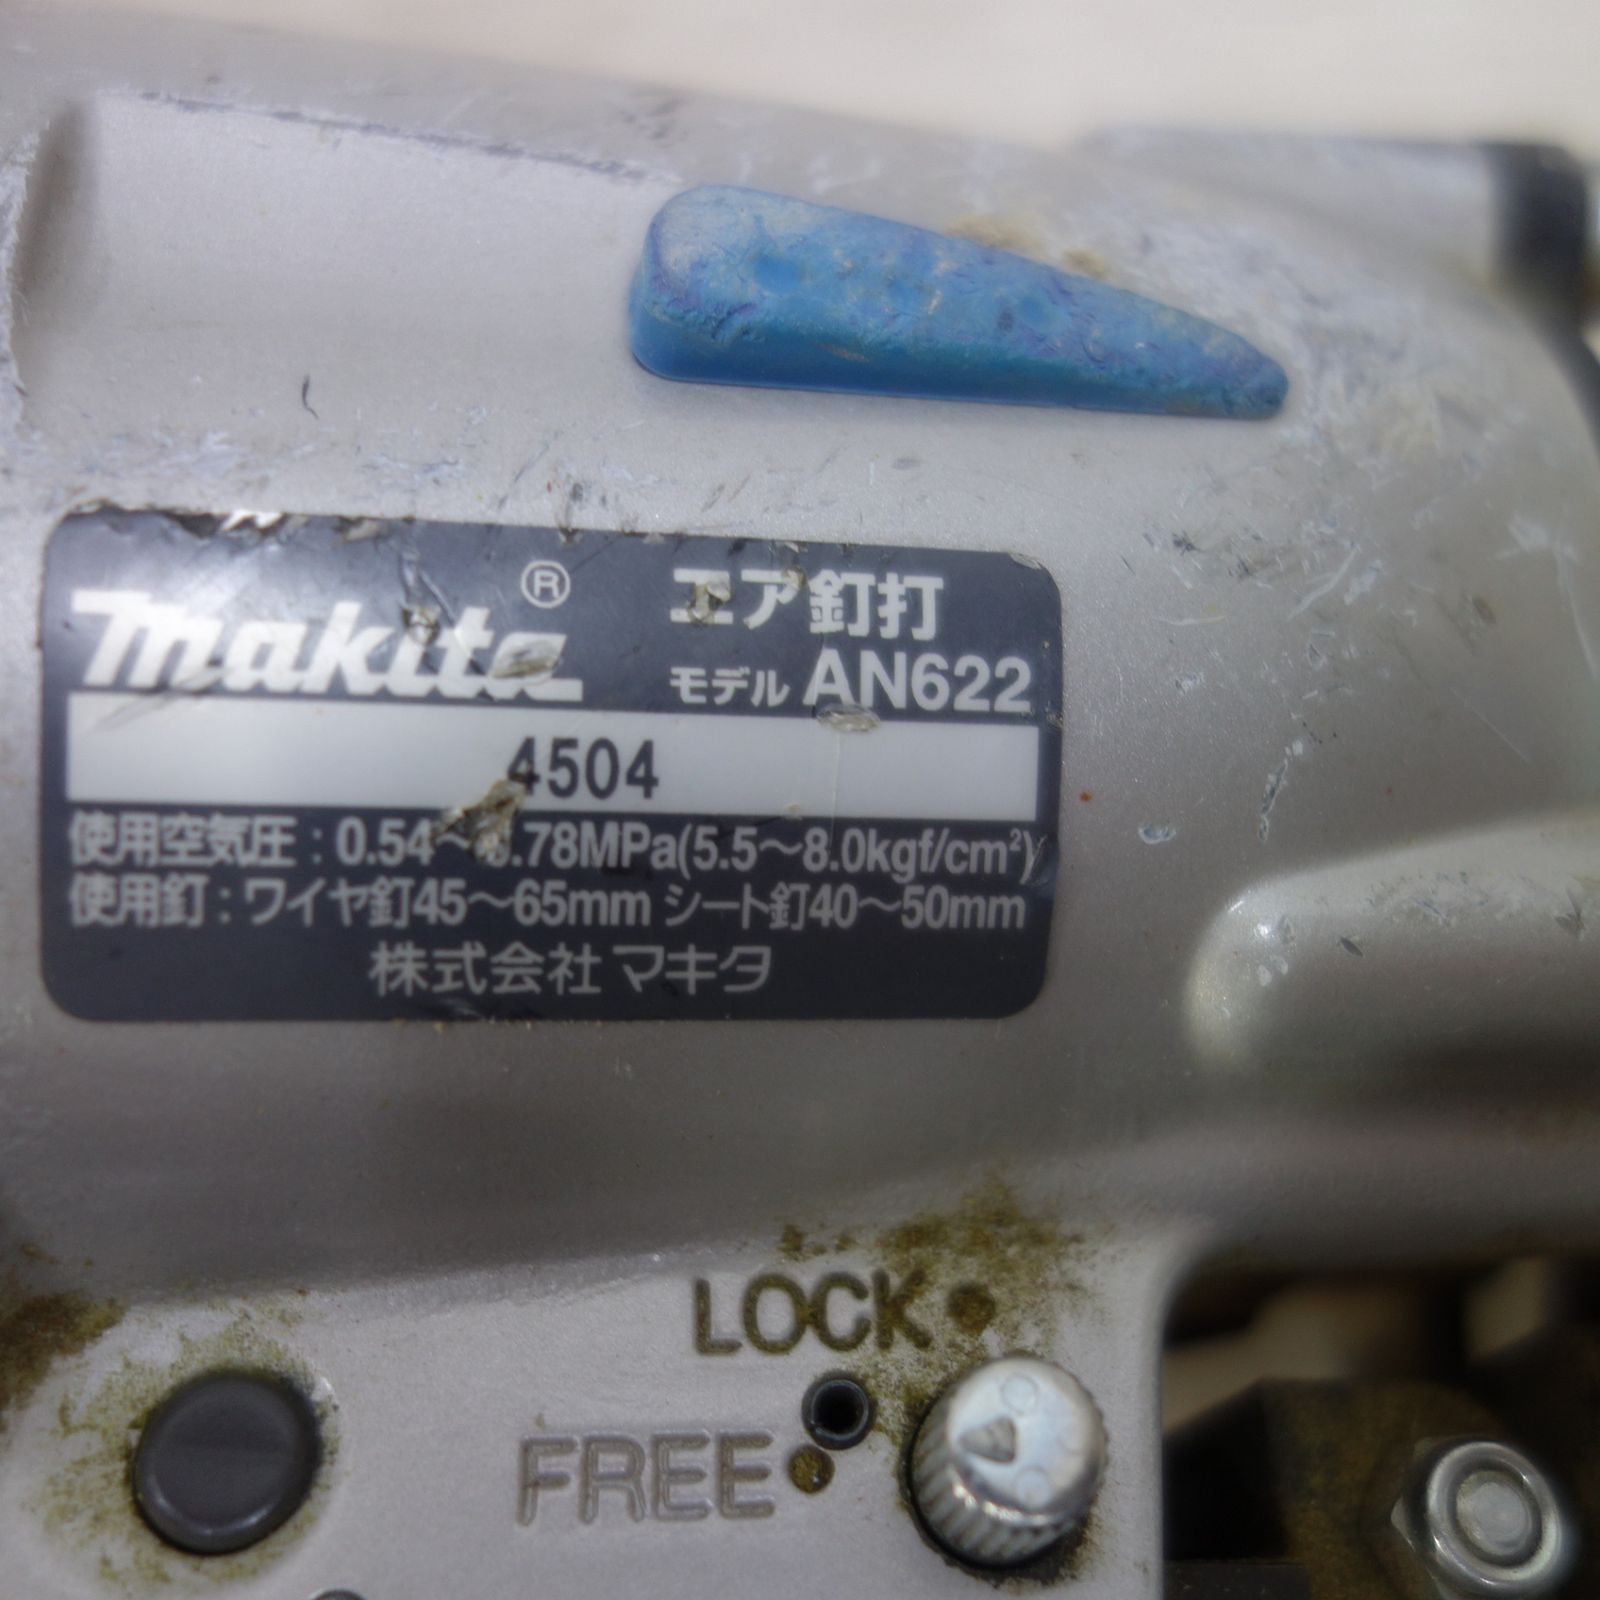 makita® エア釘打
モデル AN622
4504
使用空気圧：0.54～0.78MPa(5.5～8.0kgf/cm²)
使用釘：ワイヤ釘45～65mm シート釘40～50mm
株式会社マキタ
LOCK
FREE